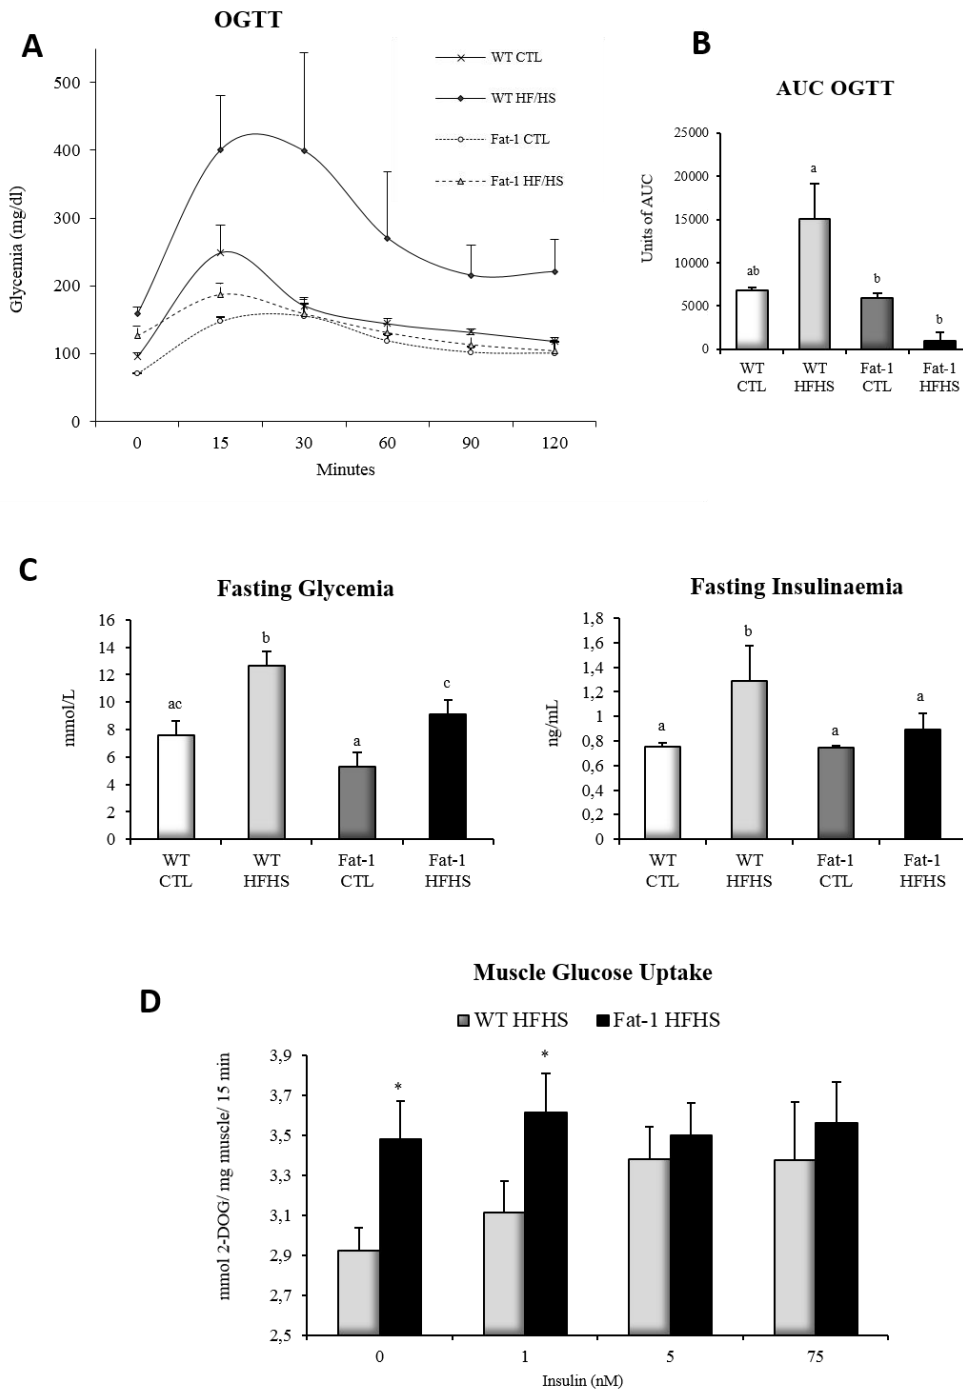 A
OGTT
Glycemia (mg/dl)
500
400
300
200
100
0
0 15 30 60 90 120
Minutes
WT CTL
WT HF/HS
Fat-1 CTL
Fat-1 HF/HS
B
AUC OGTT
Units of AUC
25000
20000
15000
10000
5000
0
ab
a
b
b
WT WT Fat-1 Fat-1
CTL HFHS CTL HFHS
C
Fasting Glycemia
mmol/L
16
14
12
10
8
6
4
2
0
ac
b
a
c
WT WT Fat-1 Fat-1
CTL HFHS CTL HFHS
Fasting Insulinaemia
ng/mL
1,8
1,6
1,4
1,2
1
0,8
0,6
0,4
0,2
0
a
b
a
a
WT WT Fat-1 Fat-1
CTL HFHS CTL HFHS
D
Muscle Glucose Uptake
WT HFHS Fat-1 HFHS
mmol 2-DOG/ mg muscle/ 15 min
3,9
3,7
3,5
3,3
3,1
2,9
2,7
2,5
*
*
0 1 5 75
Insulin (nM)